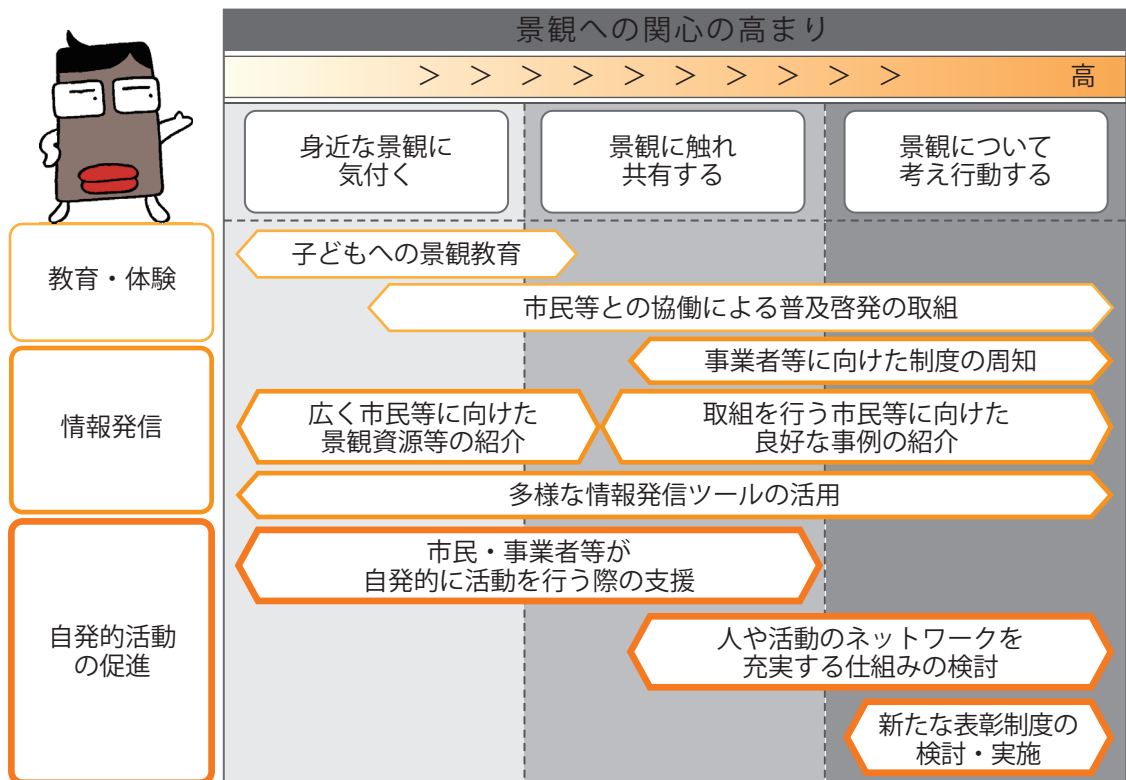 景観への関心の高まり
＞ ＞ ＞ ＞ ＞ ＞ ＞ ＞ ＞ ＞ 高
身近な景観に
気付く
景観に触れ
共有する
景観について
考え行動する
教育・体験
子どもへの景観教育
市民等との協働による普及啓発の取組
情報発信
事業者等に向けた制度の周知
広く市民等に向けた
景観資源等の紹介
取組を行う市民等に向けた
良好な事例の紹介
多様な情報発信ツールの活用
自発的活動
の促進
市民・事業者等が
自発的に活動を行う際の支援
人や活動のネットワークを
充実する仕組みの検討
新たな表彰制度の
検討・実施